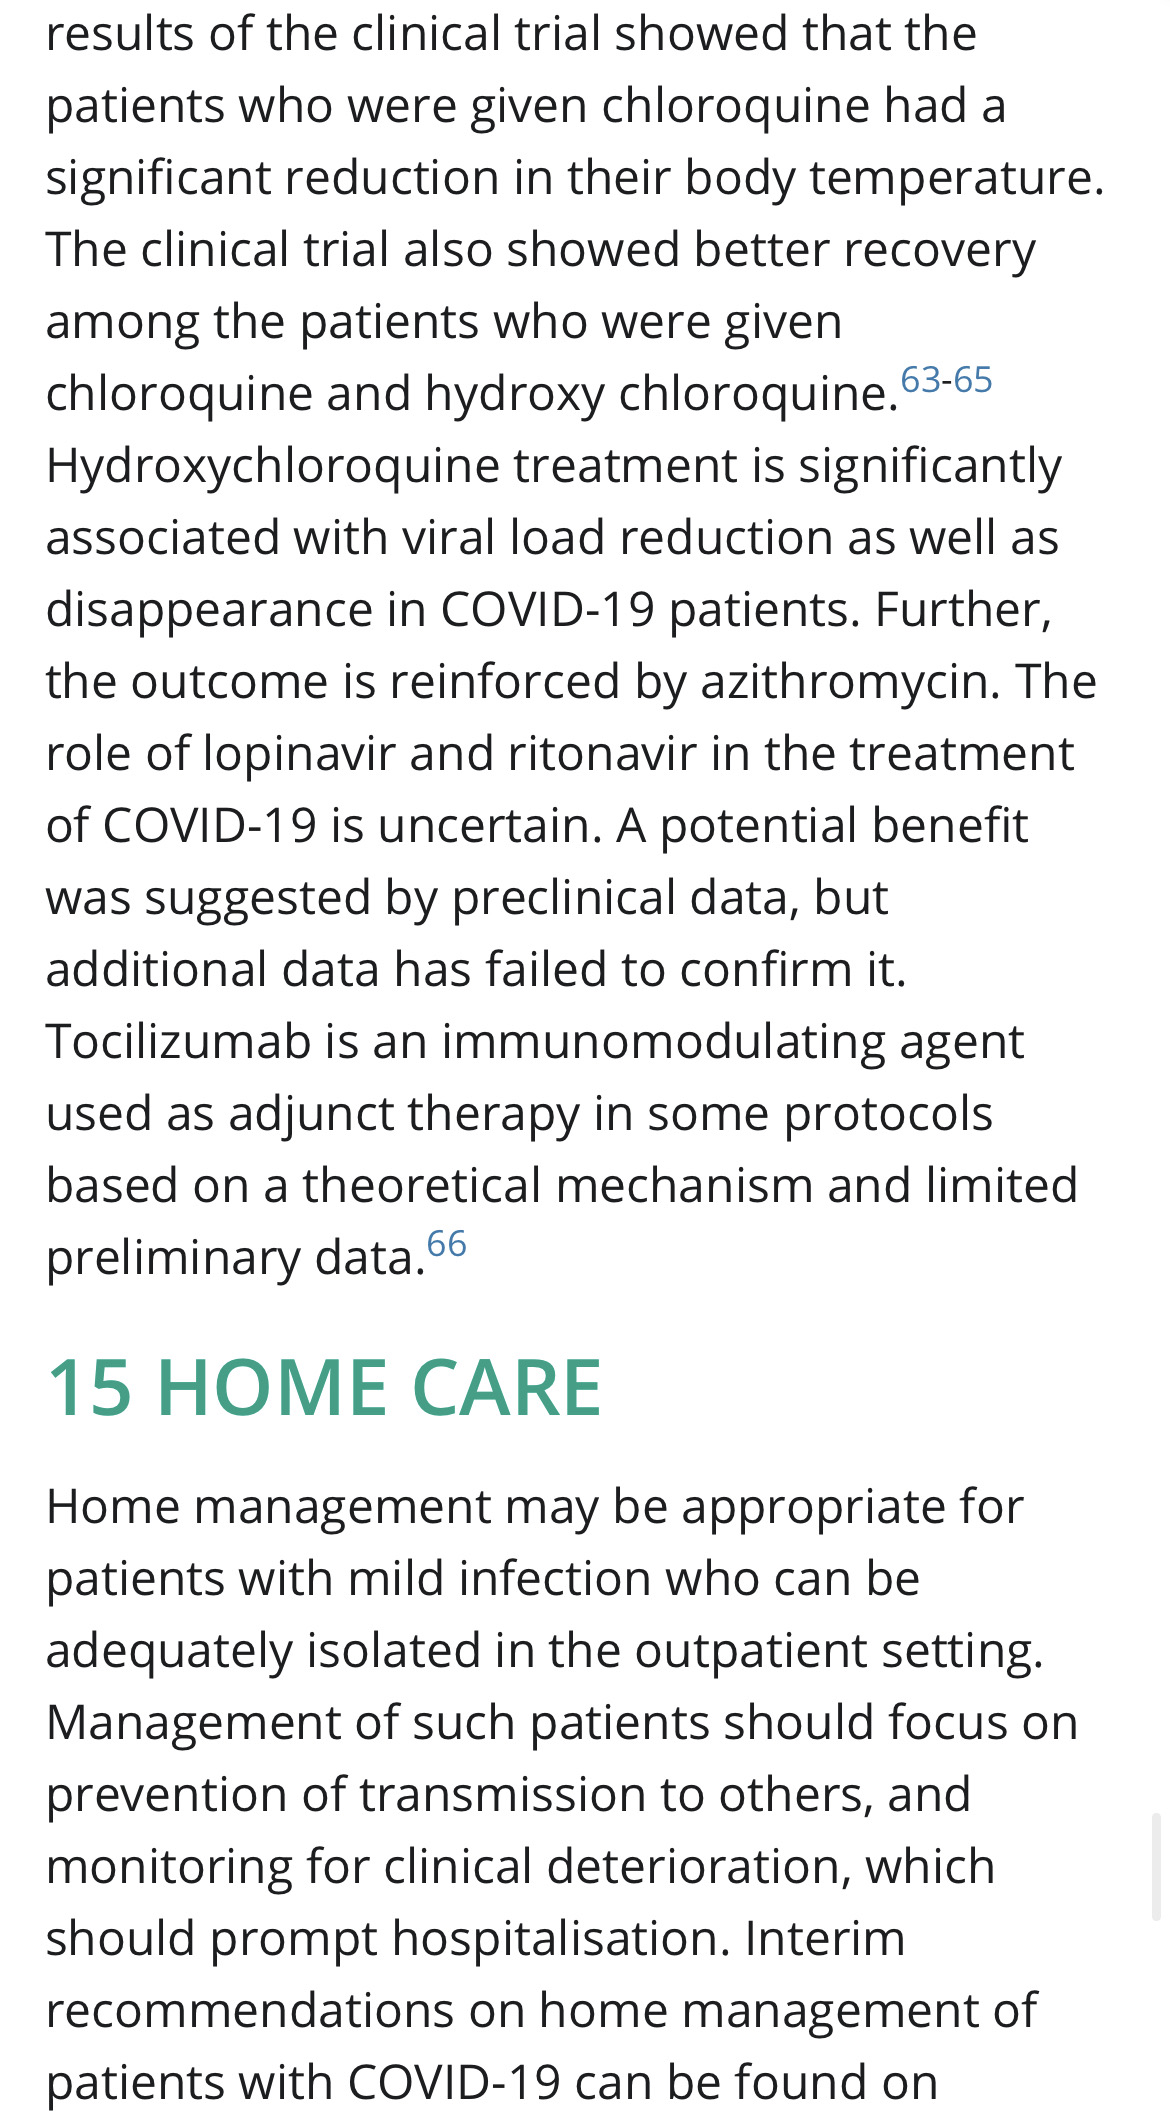 results of the clinical trial showed that the
patients who were given chloroquine had a
significant reduction in their body temperature.
The clinical trial also showed better recovery
among the patients who were given
chloroquine and hydroxy chloroquine.63-65
Hydroxychloroquine treatment is significantly
associated with viral load reduction as well as
disappearance in COVID-19 patients. Further,
the outcome is reinforced by azithromycin. The
role of lopinavir and ritonavir in the treatment
of COVID-19 is uncertain. A potential benefit
was suggested by preclinical data, but
additional data has failed to confirm it.
Tocilizumab is an immunomodulating agent
used as adjunct therapy in some protocols
based on a theoretical mechanism and limited
preliminary data.66
15 HOME CARE
Home management may be appropriate for
patients with mild infection who can be
adequately isolated in the outpatient setting.
Management of such patients should focus on
prevention of transmission to others, and
monitoring for clinical deterioration, which
should prompt hospitalisation. Interim
recommendations on home management of
patients with COVID-19 can be found on